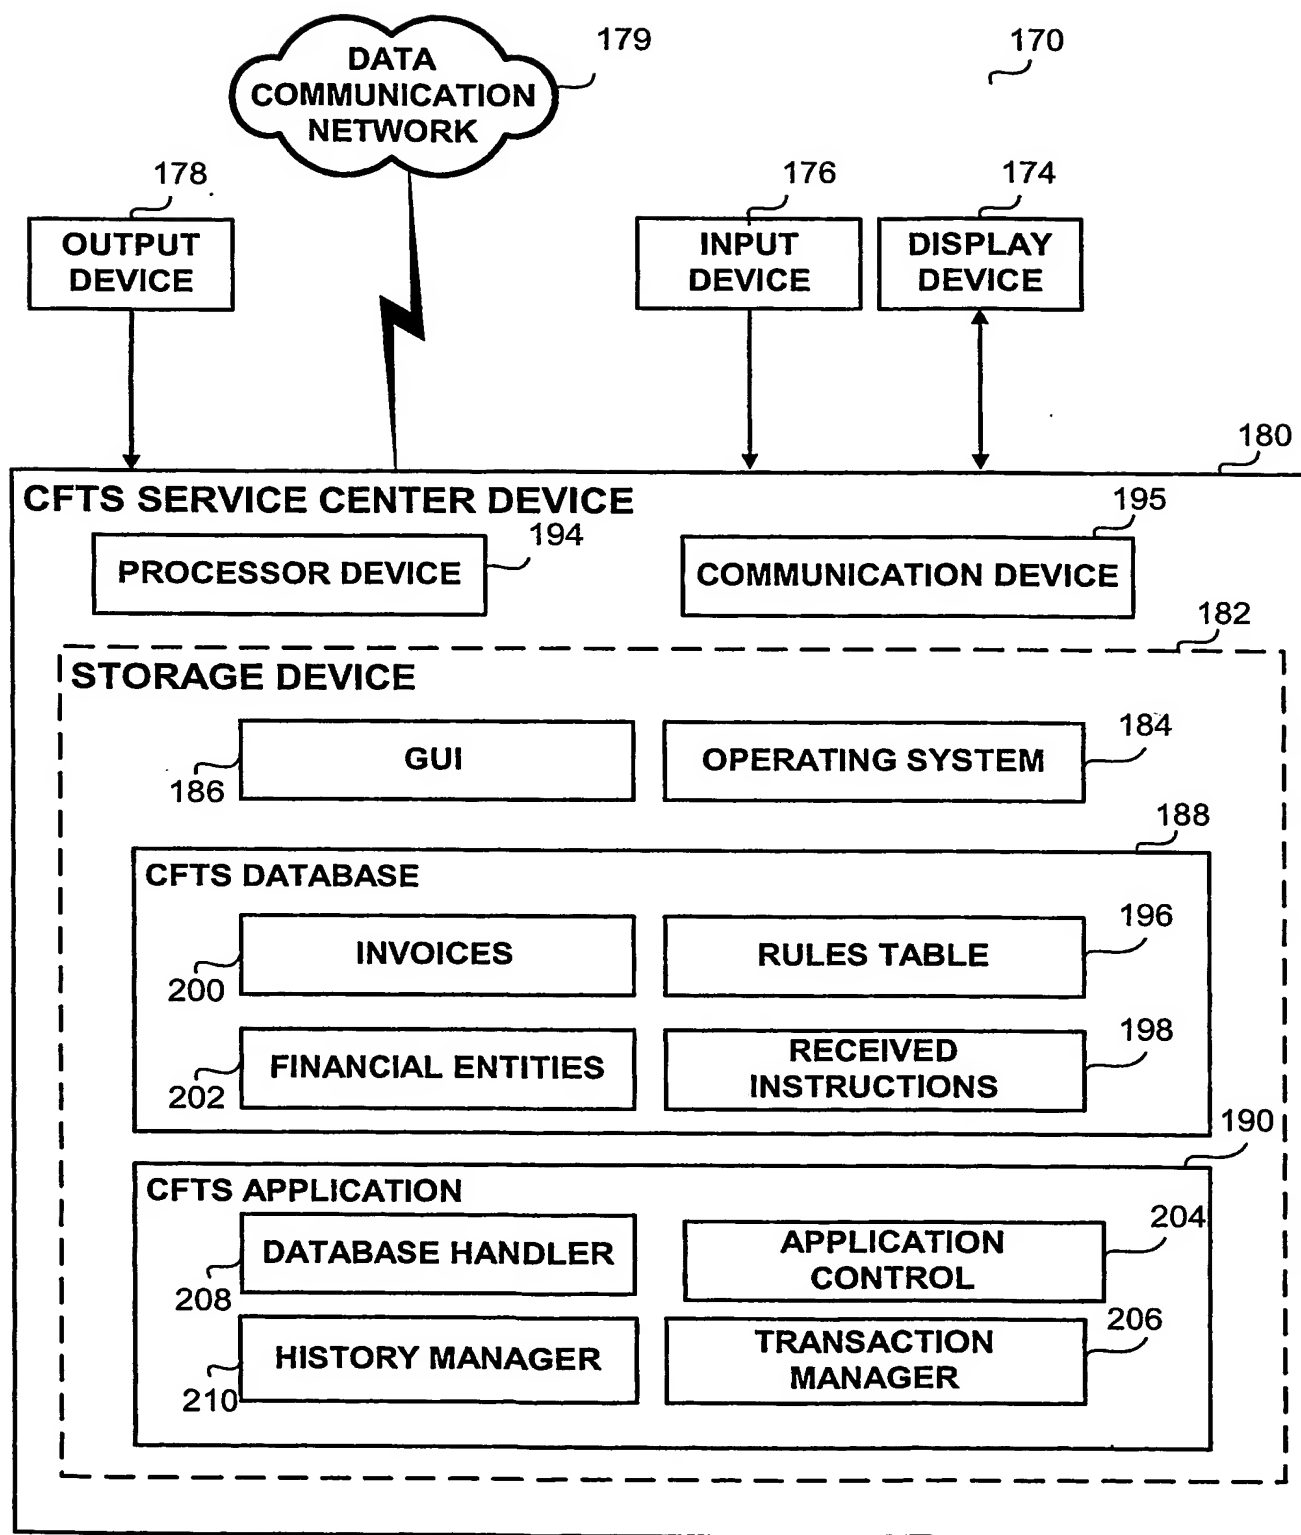 DATA
COMMUNICATION
NETWORK
179
170
178
176
174
OUTPUT
DEVICE
INPUT
DEVICE
DISPLAY
DEVICE
180
CFTS SERVICE CENTER DEVICE
194
195
PROCESSOR DEVICE
COMMUNICATION DEVICE
182
STORAGE DEVICE
GUI
186
OPERATING SYSTEM
184
188
CFTS DATABASE
INVOICES
200
RULES TABLE
196
FINANCIAL ENTITIES
202
RECEIVED
INSTRUCTIONS
198
190
CFTS APPLICATION
DATABASE HANDLER
208
APPLICATION
CONTROL
204
HISTORY MANAGER
210
TRANSACTION
MANAGER
206